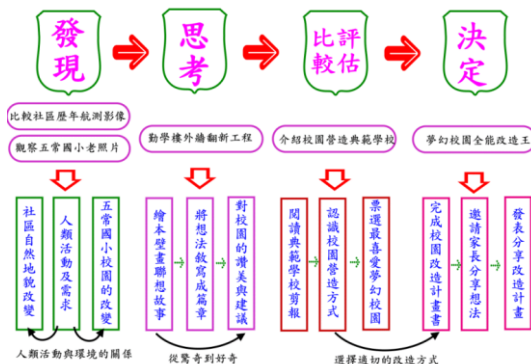 發現
思考
比較
評估
決定
比較社區歷年航測影像
觀察五常國小老照片
勤學樓外牆翻新工程
介紹校園營造典範學校
夢幻校園全能改造王
社區自然地貌改變
人類活動及需求
五常國小校園的改變
繪本壁畫聯想故事
將想法敘寫成篇章
對校園的讚美與建議
閱讀典範學校剪報
認識校園營造方式
票選最喜愛夢幻校園
完成校園改造計畫書
邀請家長分享想法
發表分享改造計畫
人類活動與環境的關係
從驚奇到好奇
選擇適切的改造方式